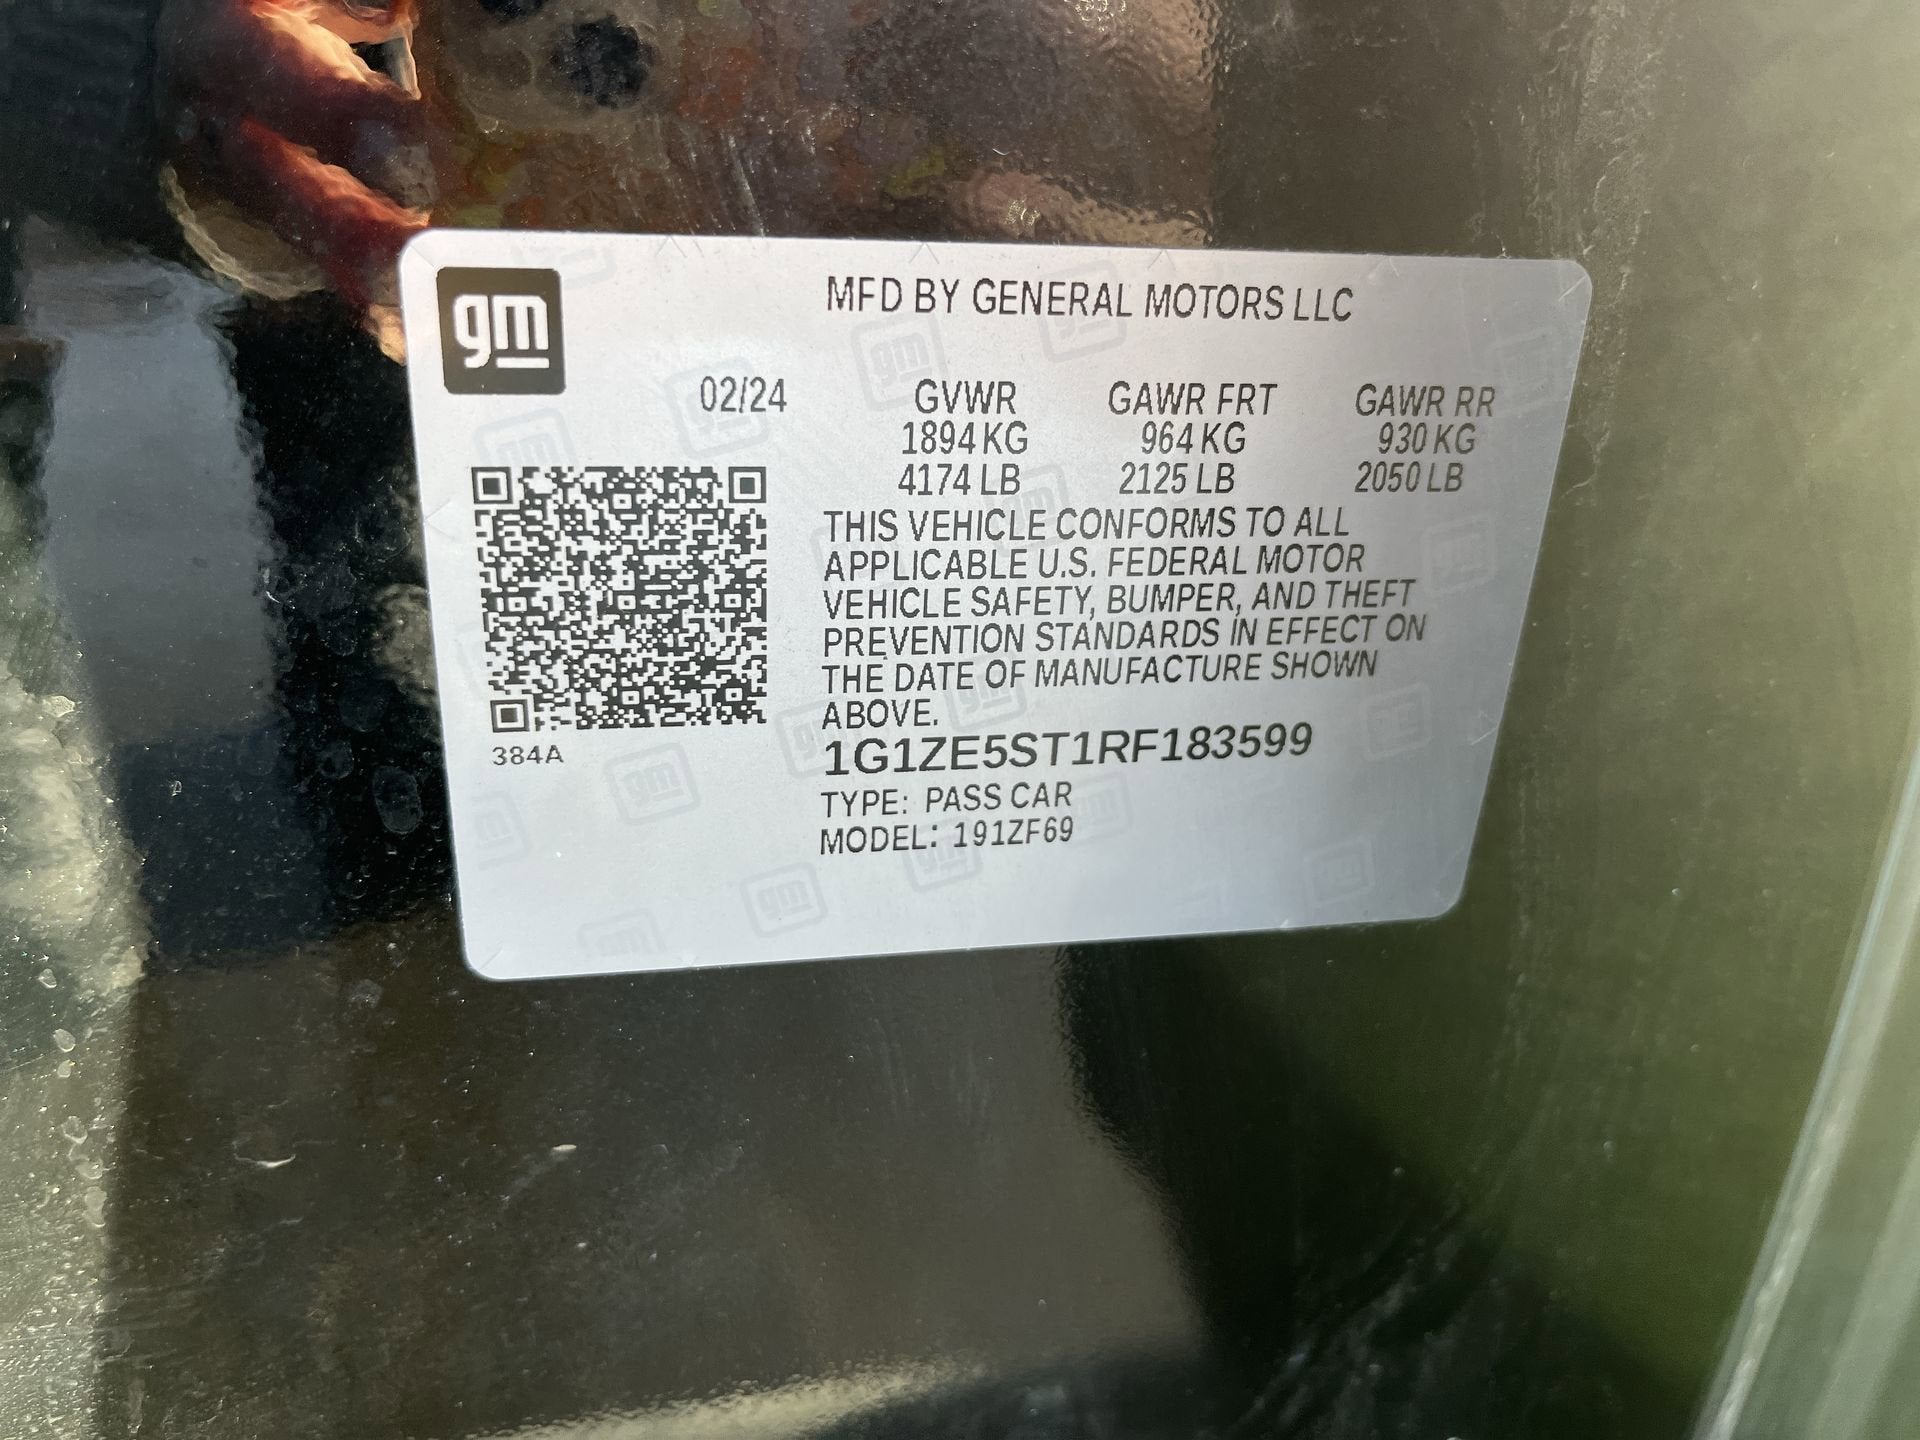 gm
MFD BY GENERAL MOTORS LLC
02/24 GVWR GAWR FRT GAWR RR
1894 KG 964 KG 930 KG
4174 LB 2125 LB 2050 LB
THIS VEHICLE CONFORMS TO ALL
APPLICABLE U.S. FEDERAL MOTOR
VEHICLE SAFETY, BUMPER, AND THEFT
PREVENTION STANDARDS IN EFFECT ON
THE DATE OF MANUFACTURE SHOWN
ABOVE.
384A
1G1ZE5ST1RF183599
TYPE: PASS CAR
MODEL: 191ZF69